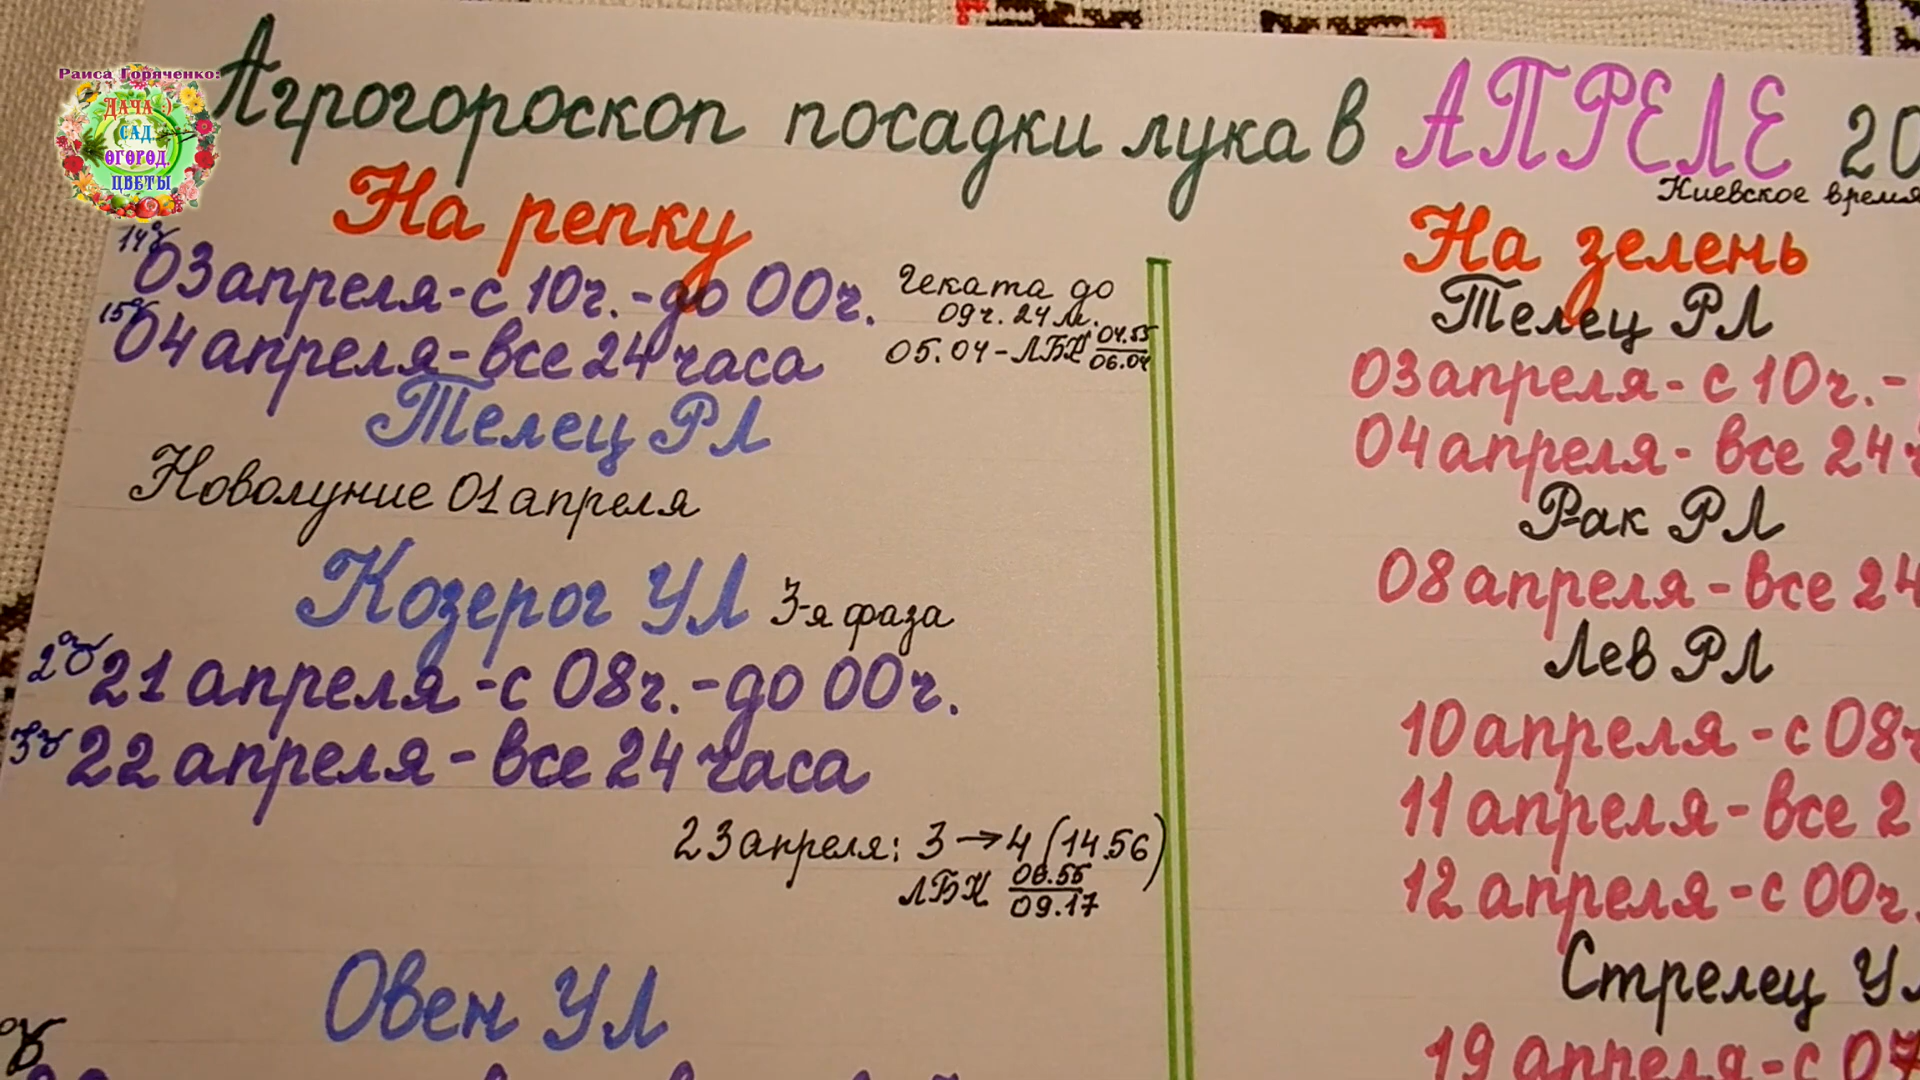 Раиса Горяченко:
Дача :)
сад
огород,
цветы
Агрогороскоп посадки лука в АПРЕЛЕ 20
Киевское время
На репку
03 апреля - с 10ч. - до 00ч.
04 апреля - все 24 часа
Геката до
09ч. 24м.
05.04 - ЛБК 04.55
06.04
Телец РЛ
Новолуние 01 апреля
Козерог УЛ 3-я фаза
21 апреля - с 08ч. - до 00ч.
22 апреля - все 24 часа
23 апреля: 3 → 4 (14.56)
ЛБК 06.55
09.17
Овен УЛ
На зелень
Телец РЛ
03 апреля - с 10ч. -
04 апреля - все 24
Рак РЛ
08 апреля - все 24
Лев РЛ
10 апреля - с 08ч
11 апреля - все 2
12 апреля - с 00ч.
Стрелец УЛ
19 апреля - с 07